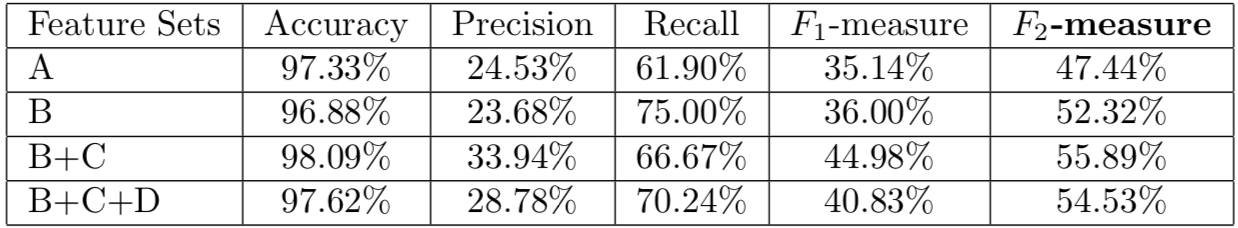 Feature Sets Accuracy Precision Recall F₁-measure F₂-measure
A 97.33% 24.53% 61.90% 35.14% 47.44%
B 96.88% 23.68% 75.00% 36.00% 52.32%
B+C 98.09% 33.94% 66.67% 44.98% 55.89%
B+C+D 97.62% 28.78% 70.24% 40.83% 54.53%